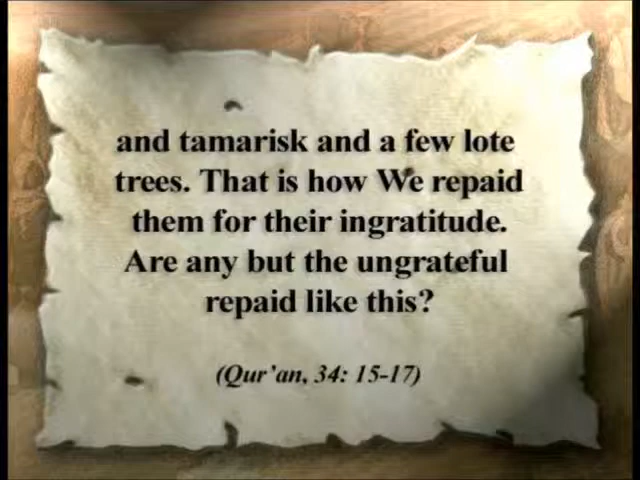 and tamarisk and a few lote
trees. That is how We repaid
them for their ingratitude.
Are any but the ungrateful
repaid like this?
(Qur'an, 34: 15-17)